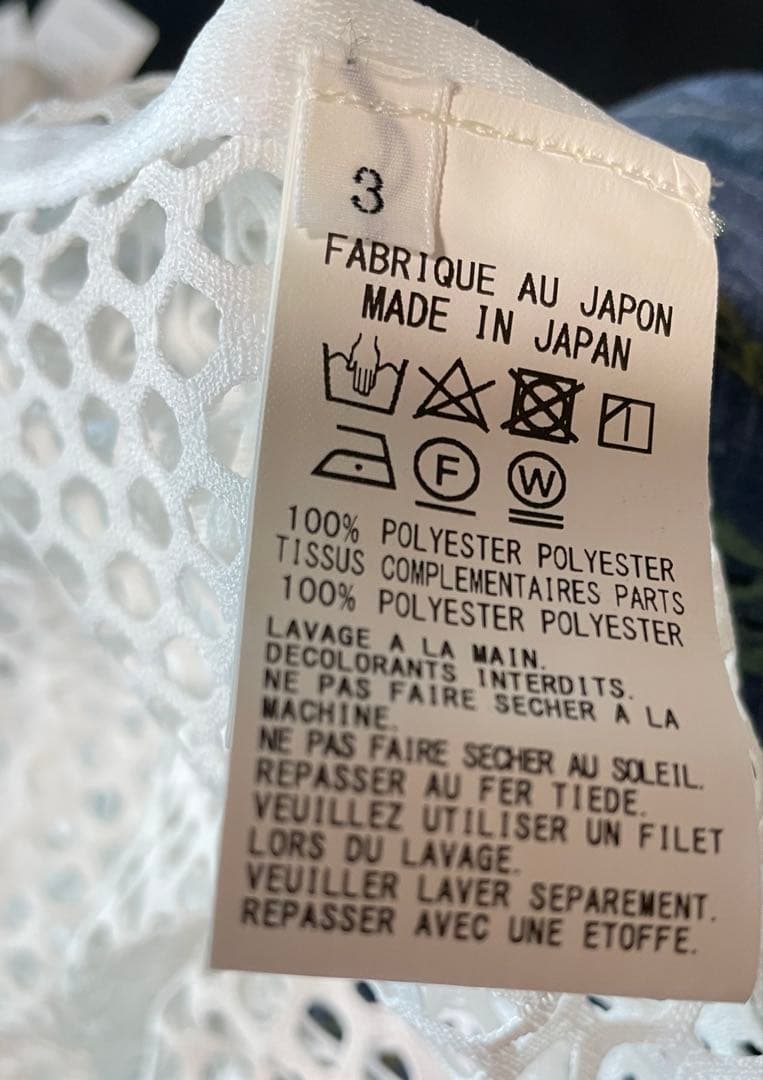 3
FABRIQUE AU JAPON
MADE IN JAPAN
F
W
100% POLYESTER POLYESTER
TISSUS COMPLEMENTAIRES PARTS
100% POLYESTER POLYESTER
LAVAGE A LA MAIN.
DECOLORANTS INTERDITS.
NE PAS FAIRE SECHER A LA
MACHINE.
NE PAS FAIRE SECHER AU SOLEIL.
REPASSER AU FER TIEDE.
VEUILLEZ UTILISER UN FILET
LORS DU LAVAGE.
VEUILLER LAVER SEPAREMENT.
REPASSER AVEC UNE ETOFFE.